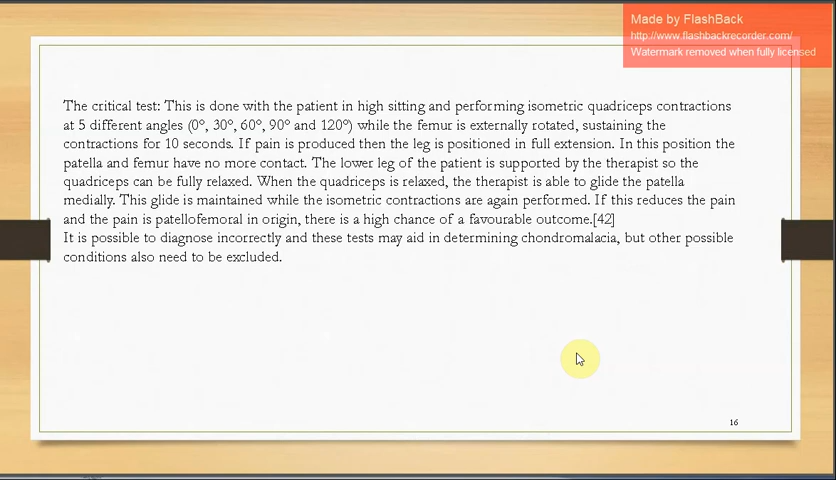 Made by FlashBack
http://www.flashbackrecorder.com/
Watermark removed when fully licensed
The critical test: This is done with the patient in high sitting and performing isometric quadriceps contractions
at 5 different angles (0°, 30°, 60°, 90° and 120°) while the femur is externally rotated, sustaining the
contractions for 10 seconds. If pain is produced then the leg is positioned in full extension. In this position the
patella and femur have no more contact. The lower leg of the patient is supported by the therapist so the
quadriceps can be fully relaxed. When the quadriceps is relaxed, the therapist is able to glide the patella
medially. This glide is maintained while the isometric contractions are again performed. If this reduces the pain
and the pain is patellofemoral in origin, there is a high chance of a favourable outcome.[42]
It is possible to diagnose incorrectly and these tests may aid in determining chondromalacia, but other possible
conditions also need to be excluded.
16